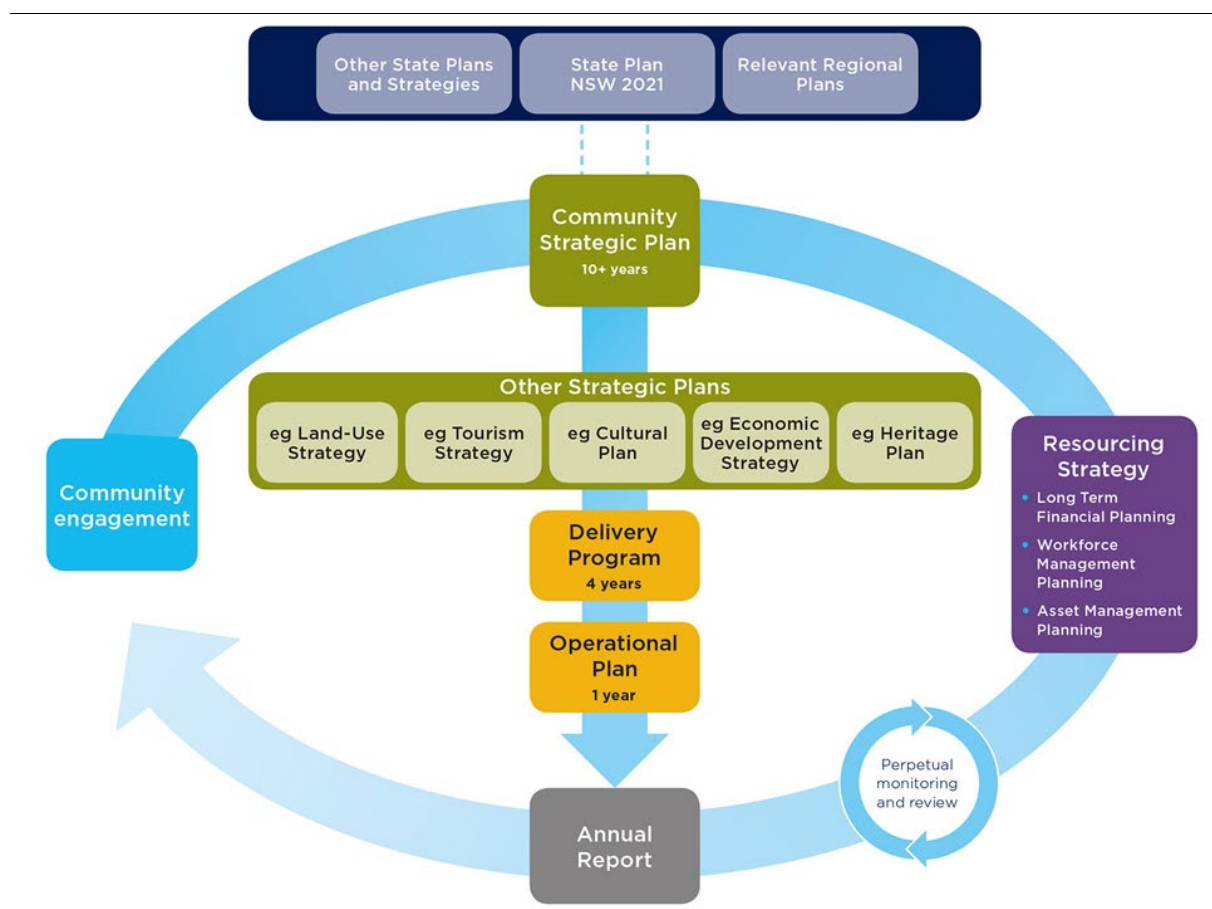 Other State Plans
and Strategies
State Plan
NSW 2021
Relevant Regional
Plans
Community
Strategic Plan
10+ years
Other Strategic Plans
eg Land-Use
Strategy
eg Tourism
Strategy
eg Cultural
Plan
eg Economic
Development
Strategy
eg Heritage
Plan
Community
engagement
Resourcing
Strategy
• Long Term
Financial Planning
• Workforce
Management
Planning
• Asset Management
Planning
Delivery
Program
4 years
Operational
Plan
1 year
Perpetual
monitoring
and review
Annual
Report